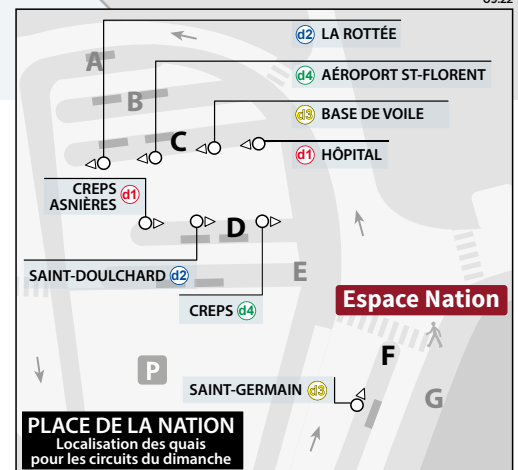 09.22
d2 LA ROTTÉE
A
d4 AÉROPORT ST-FLORENT
B
d3 BASE DE VOILE
C
d1 HÔPITAL
CREPS
ASNIÈRES d1
D
SAINT-DOULCHARD d2
E
CREPS d4
Espace Nation
F
P
SAINT-GERMAIN d3
G
PLACE DE LA NATION
Localisation des quais
pour les circuits du dimanche